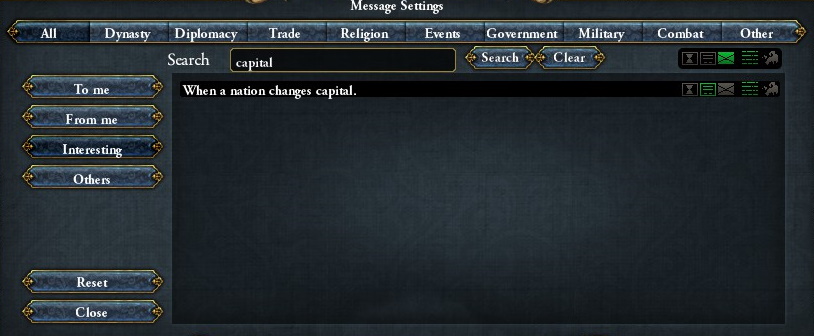 Message Settings
All Dynasty Diplomacy Trade Religion Events Government Military Combat Other
Search capital Search Clear
To me
When a nation changes capital.
From me
Interesting
Others
Reset
Close